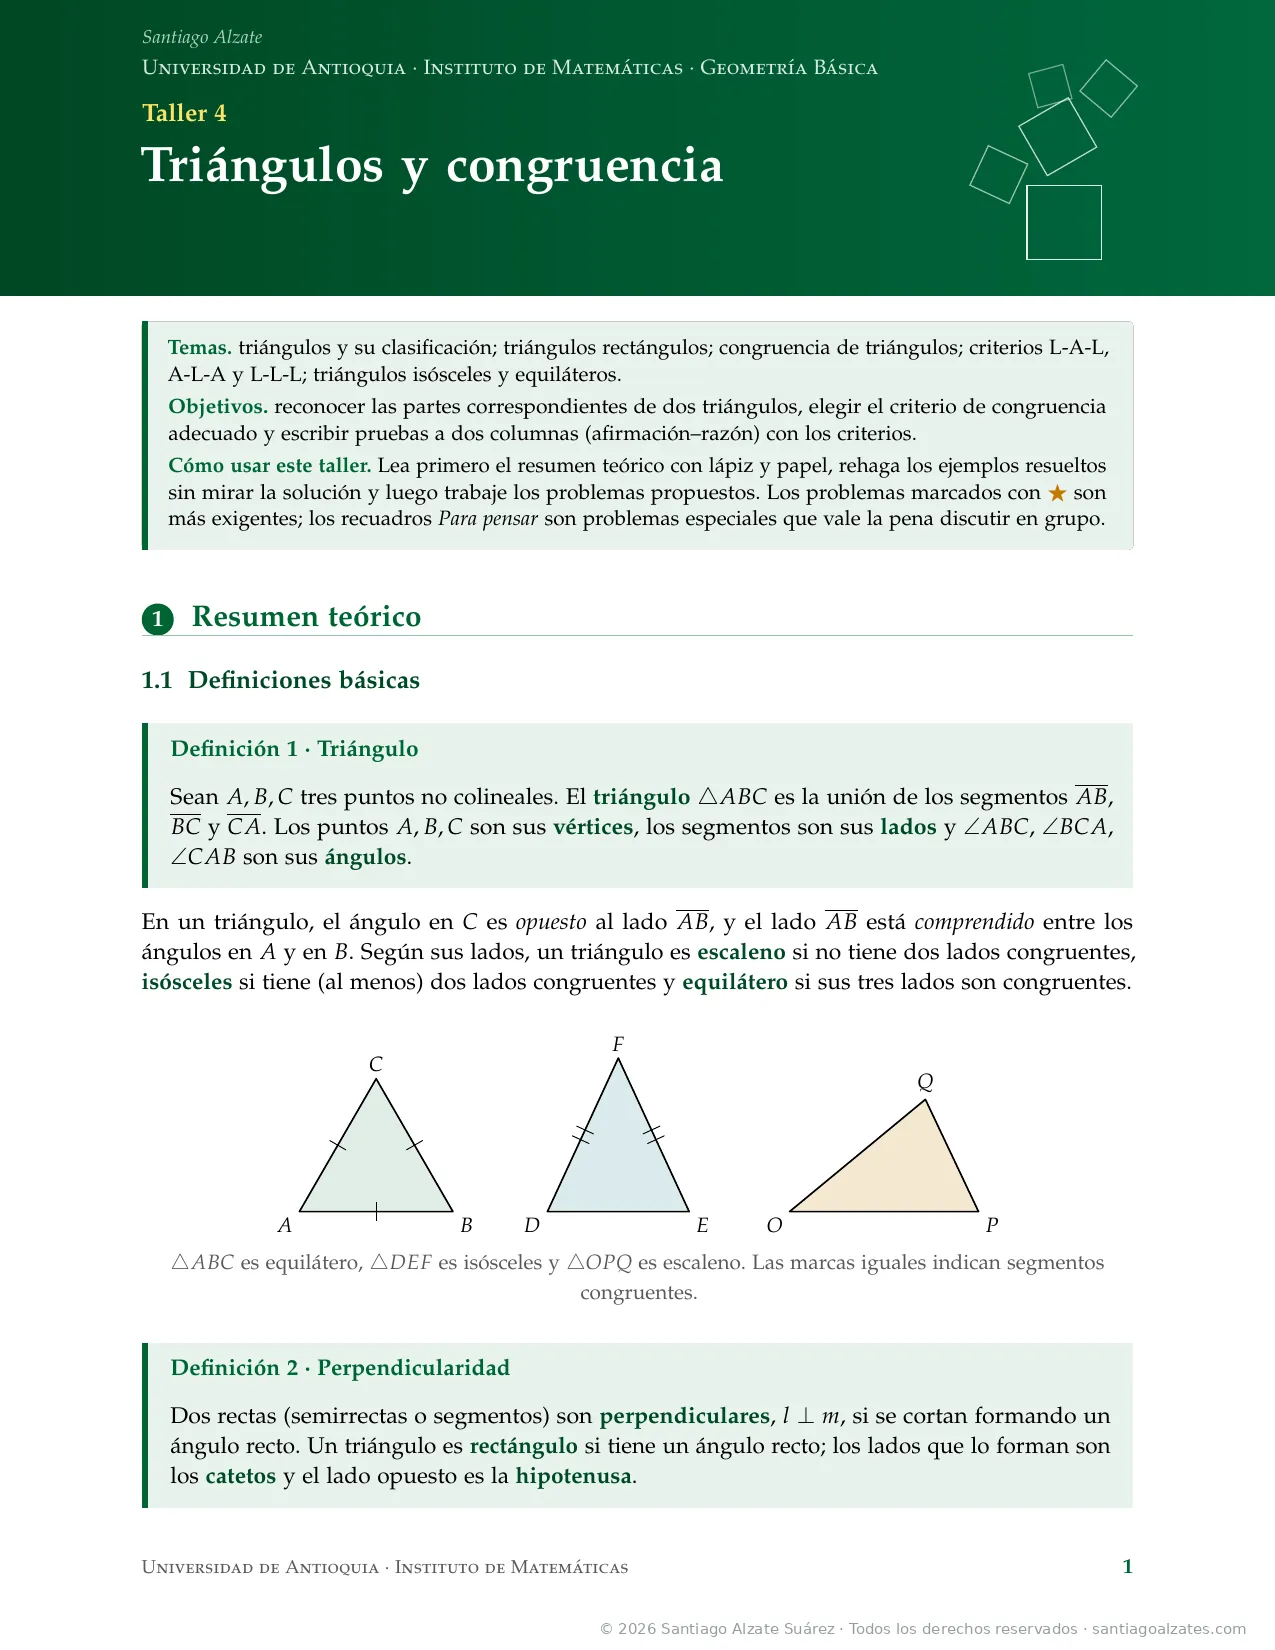 Santiago Alzate
Universidad de Antioquia · Instituto de Matemáticas · Geometría Básica
Taller 4
Triángulos y congruencia
Temas. triángulos y su clasificación; triángulos rectángulos; congruencia de triángulos; criterios L-A-L,
A-L-A y L-L-L; triángulos isósceles y equiláteros.
Objetivos. reconocer las partes correspondientes de dos triángulos, elegir el criterio de congruencia
adecuado y escribir pruebas a dos columnas (afirmación–razón) con los criterios.
Cómo usar este taller. Lea primero el resumen teórico con lápiz y papel, rehaga los ejemplos resueltos
sin mirar la solución y luego trabaje los problemas propuestos. Los problemas marcados con ★ son
más exigentes; los recuadros Para pensar son problemas especiales que vale la pena discutir en grupo.
1 Resumen teórico
1.1 Definiciones básicas
Definición 1 · Triángulo
Sean A, B, C tres puntos no colineales. El triángulo △ABC es la unión de los segmentos A̅B̅,
B̅C̅ y C̅A̅. Los puntos A, B, C son sus vértices, los segmentos son sus lados y ∠ABC, ∠BCA,
∠CAB son sus ángulos.
En un triángulo, el ángulo en C es opuesto al lado A̅B̅, y el lado A̅B̅ está comprendido entre los
ángulos en A y en B. Según sus lados, un triángulo es escaleno si no tiene dos lados congruentes,
isósceles si tiene (al menos) dos lados congruentes y equilátero si sus tres lados son congruentes.
C
F
Q
A
B
D
E
O
P
△ABC es equilátero, △DEF es isósceles y △OPQ es escaleno. Las marcas iguales indican segmentos
congruentes.
Definición 2 · Perpendicularidad
Dos rectas (semirrectas o segmentos) son perpendiculares, l ⊥ m, si se cortan formando un
ángulo recto. Un triángulo es rectángulo si tiene un ángulo recto; los lados que lo forman son
los catetos y el lado opuesto es la hipotenusa.
Universidad de Antioquia · Instituto de Matemáticas
1
© 2026 Santiago Alzate Suárez · Todos los derechos reservados · santiagoalzates.com